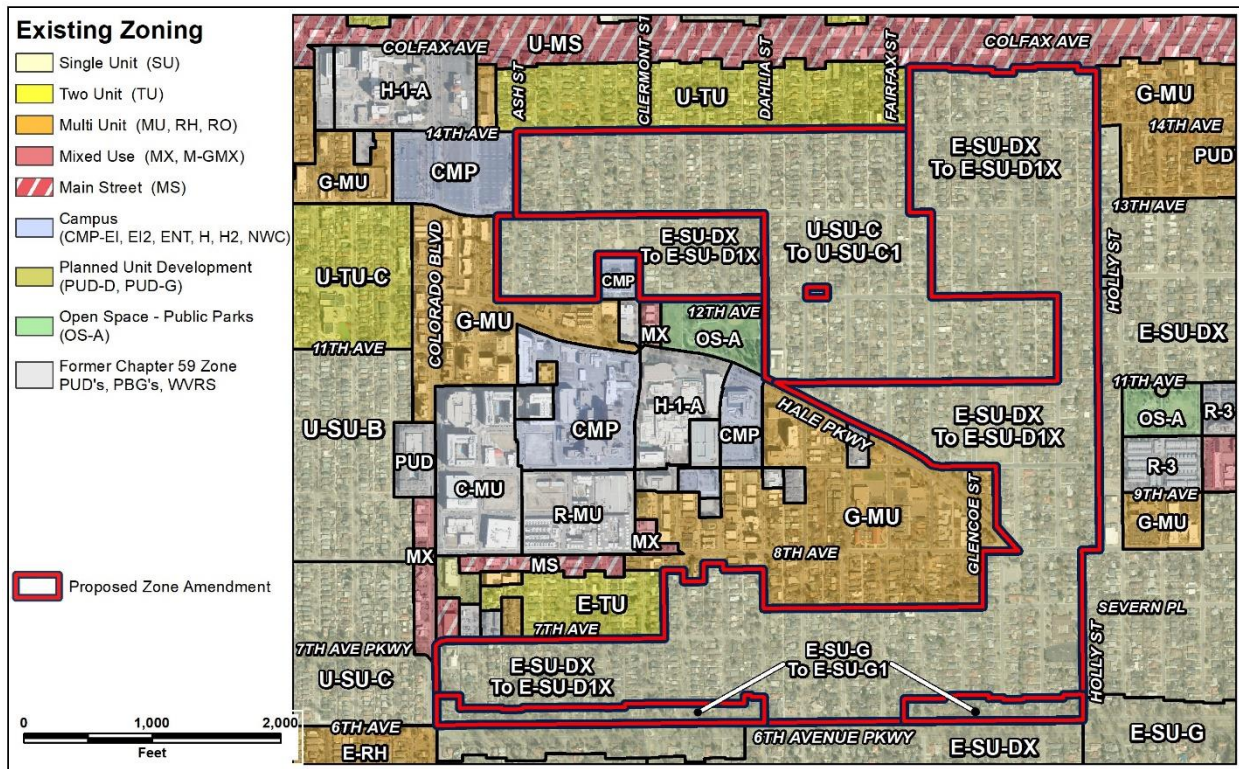 Existing Zoning
Single Unit (SU)
Two Unit (TU)
Multi Unit (MU, RH, RO)
Mixed Use (MX, M-GMX)
Main Street (MS)
Campus
(CMP-EI, EI2, ENT, H, H2, NWC)
Planned Unit Development
(PUD-D, PUD-G)
Open Space - Public Parks
(OS-A)
Former Chapter 59 Zone
PUD's, PBG's, WVRS
Proposed Zone Amendment
0 1,000 2,000
Feet
COLFAX AVE
U-MS
CLERMONT ST
DAHLIA ST
FAIRFAX ST
COLFAX AVE
H-1-A
ASH ST
U-TU
G-MU
14TH AVE
14TH AVE
E-SU-DX
To E-SU-D1X
PUD
G-MU
CMP
13TH AVE
U-TU-C
COLORADO BLVD
E-SU-DX
To E-SU- D1X
U-SU-C
To U-SU-C1
HOLLY ST
CMP
G-MU
12TH AVE
MX
OS-A
E-SU-DX
11TH AVE
11TH AVE
U-SU-B
H-1-A
HALE PKWY
E-SU-DX
To E-SU-D1X
OS-A
R-3
CMP
CMP
PUD
C-MU
R-3
R-MU
G-MU
GLENCOE ST
9TH AVE
G-MU
MX
MX
8TH AVE
MS
E-TU
7TH AVE
SEVERN PL
7TH AVE PKWY
E-SU-G
To E-SU-G1
U-SU-C
E-SU-DX
To E-SU-D1X
HOLLY ST
6TH AVE
6TH AVENUE PKWY
E-RH
E-SU-DX
E-SU-G